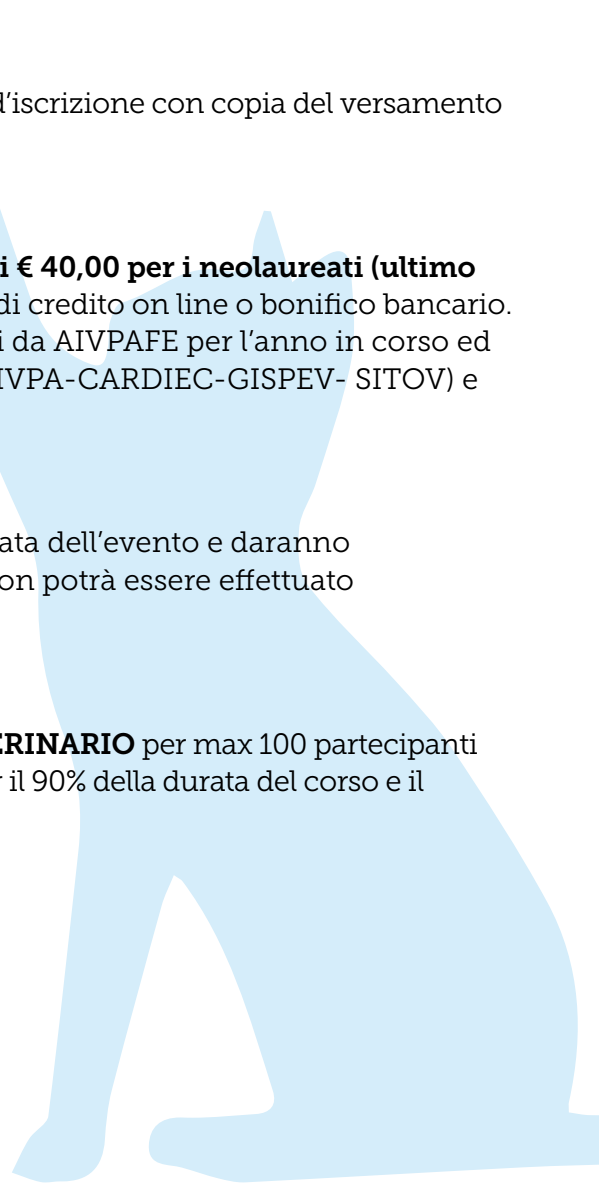 d'iscrizione con copia del versamento
i € 40,00 per i neolaureati (ultimo
di credito on line o bonifico bancario.
i da AIVPAFE per l'anno in corso ed
IVPA-CARDIEC-GISPEV- SITOV) e
ata dell'evento e daranno
on potrà essere effettuato
ERINARIO per max 100 partecipanti
il 90% della durata del corso e il